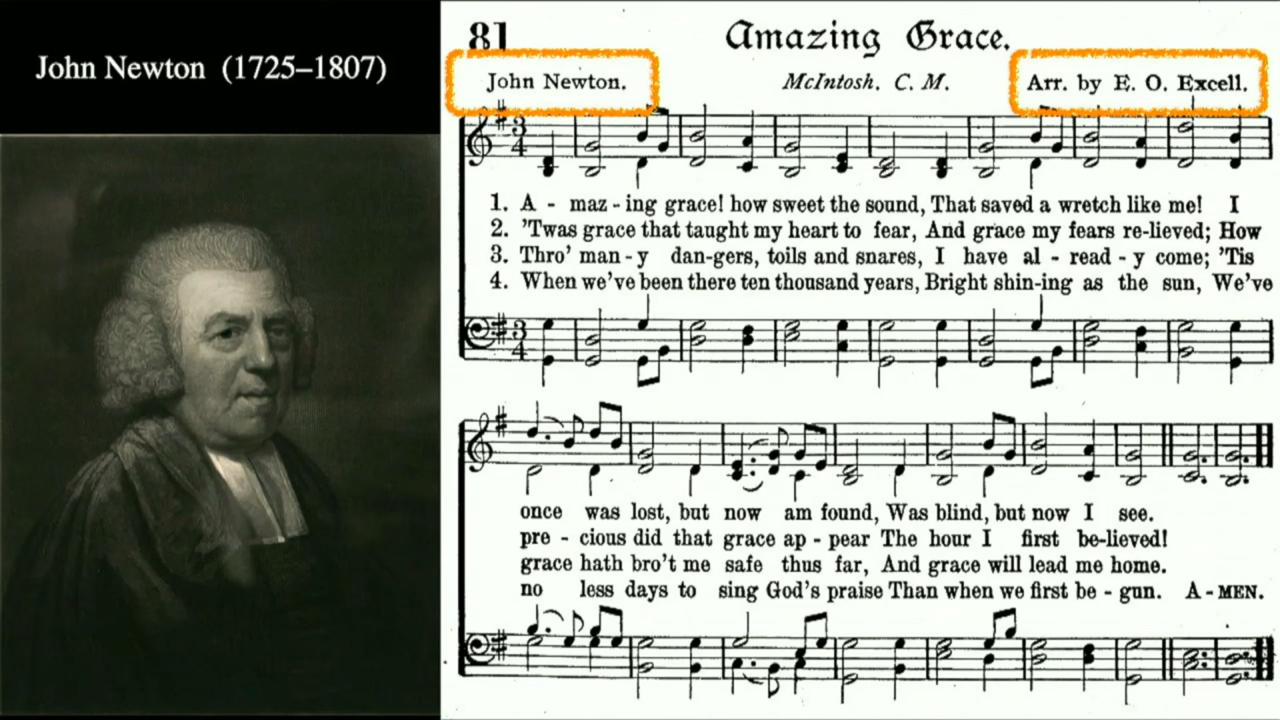 John Newton (1725–1807)
81
Amazing Grace.
John Newton.
McIntosh. C. M.
Arr. by E. O. Excell.
3
4
1. A - maz - ing grace! how sweet the sound, That saved a wretch like me! I
2. 'Twas grace that taught my heart to fear, And grace my fears re-lieved; How
3. Thro' man - y dan-gers, toils and snares, I have al - read - y come; 'Tis
4. When we've been there ten thousand years, Bright shin-ing as the sun, We've
3
4
once was lost, but now am found, Was blind, but now I see.
pre - cious did that grace ap - pear The hour I first be-lieved!
grace hath bro't me safe thus far, And grace will lead me home.
no less days to sing God's praise Than when we first be - gun. A - MEN.